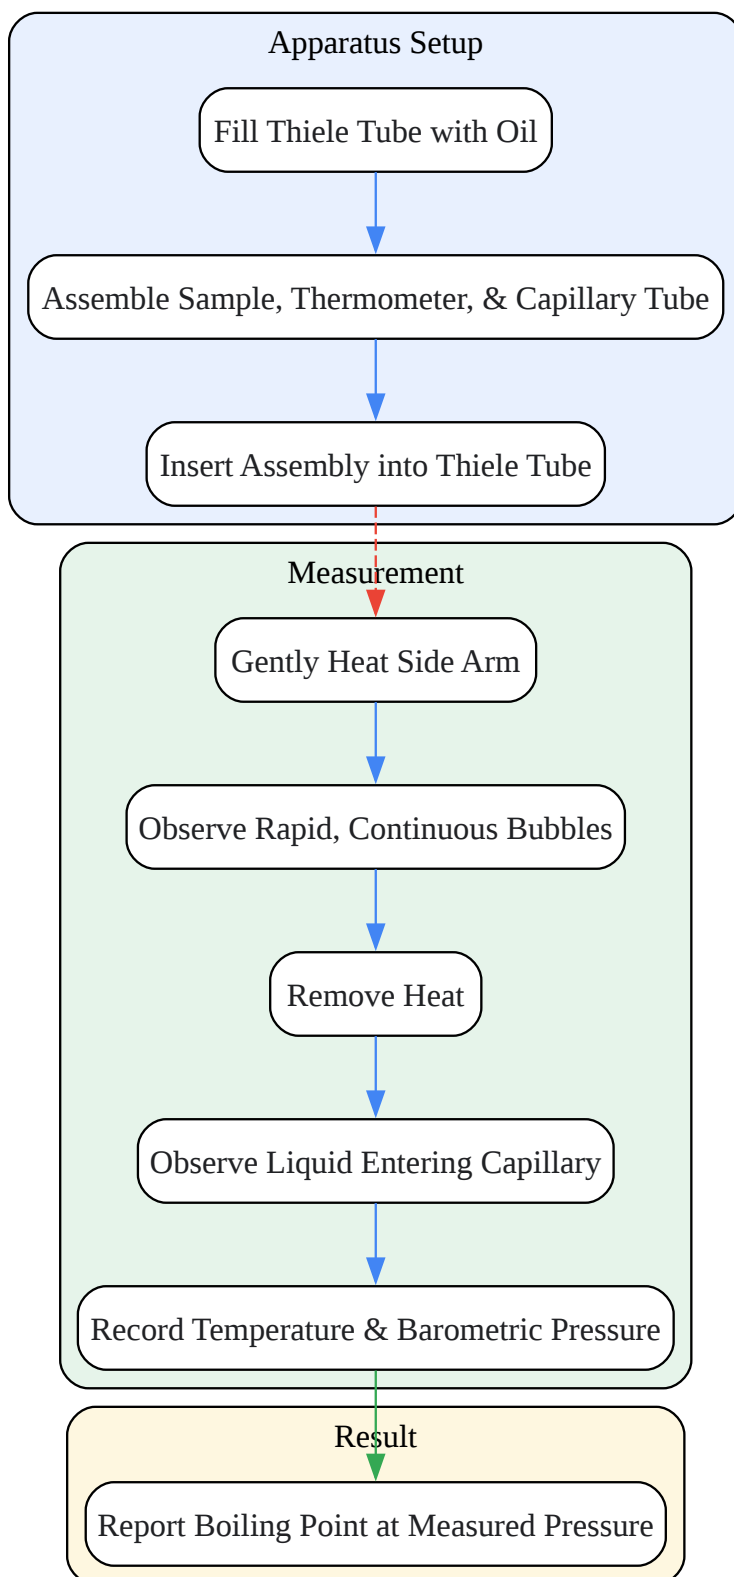 Apparatus Setup
Fill Thiele Tube with Oil
Assemble Sample, Thermometer, & Capillary Tube
Insert Assembly into Thiele Tube
Measurement
Gently Heat Side Arm
Observe Rapid, Continuous Bubbles
Remove Heat
Observe Liquid Entering Capillary
Record Temperature & Barometric Pressure
Result
Report Boiling Point at Measured Pressure